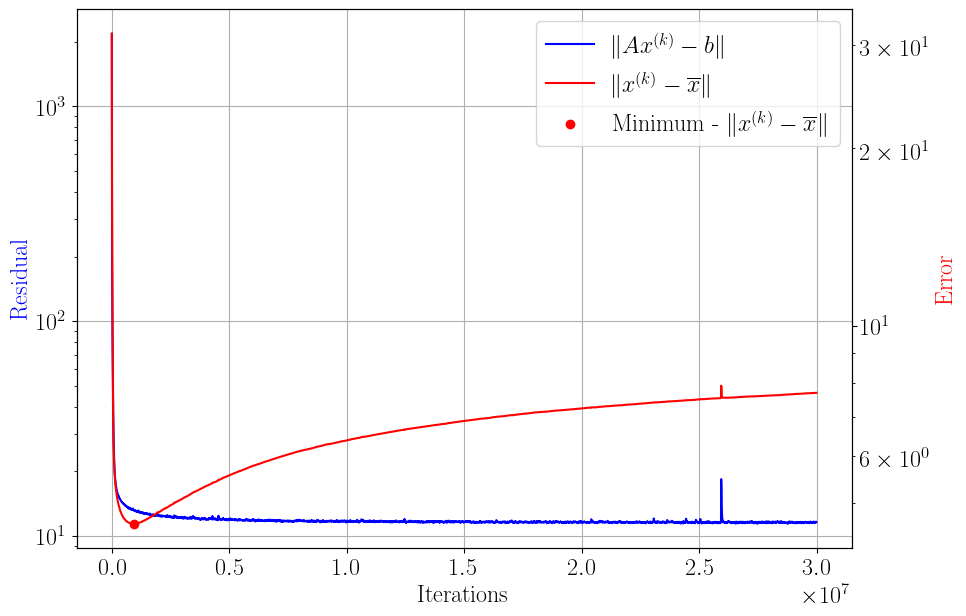 ‖Ax^{(k)} − b‖
‖x^{(k)} − x̅‖
Minimum - ‖x^{(k)} − x̅‖
Residual
10^3
10^2
10^1
3 × 10^1
2 × 10^1
10^1
6 × 10^0
Error
0.0 0.5 1.0 1.5 2.0 2.5 3.0
Iterations
×10^7